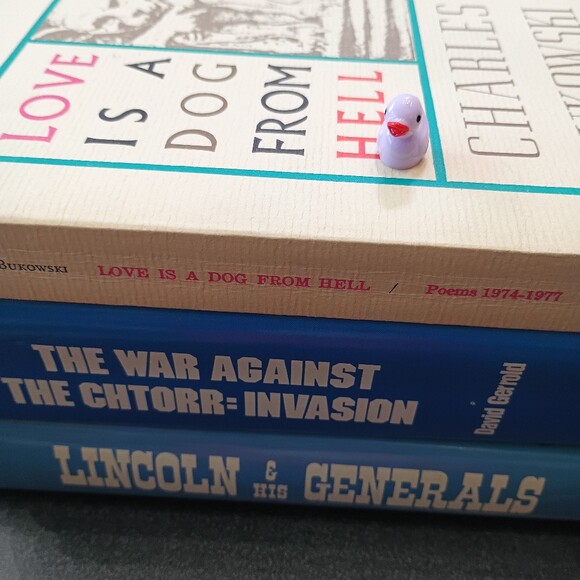 LOVE
IS A
DOG
FROM
HELL
CHARLES
BUKOWSKI LOVE IS A DOG FROM HELL / Poems 1974-1977
THE WAR AGAINST
THE CHTORR: INVASION
David Gerrold
LINCOLN & HIS GENERALS